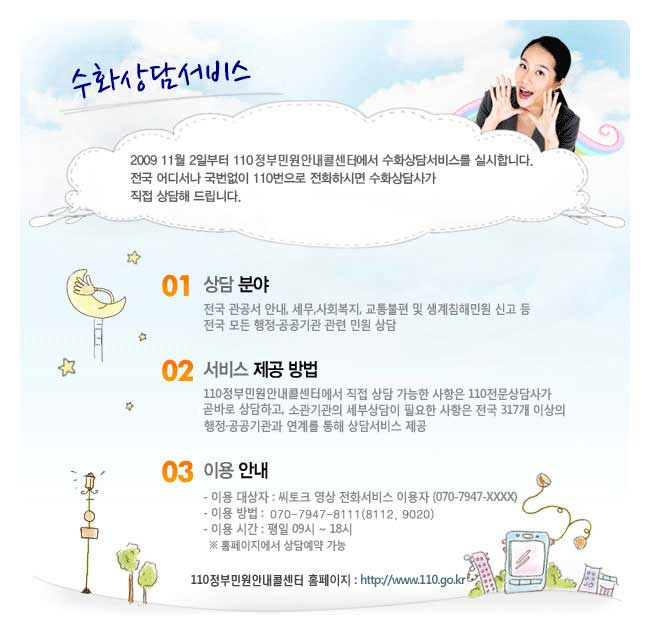 수화상담서비스
2009 11월 2일부터 110정부민원안내콜센터에서 수화상담서비스를 실시합니다.
전국 어디서나 국번없이 110번으로 전화하시면 수화상담사가
직접 상담해 드립니다.
01 상담 분야
전국 관공서 안내, 세무,사회복지, 교통불편 및 생계침해민원 신고 등
전국 모든 행정·공공기관 관련 민원 상담
02 서비스 제공 방법
110정부민원안내콜센터에서 직접 상담 가능한 사항은 110전문상담사가
곧바로 상담하고, 소관기관의 세부상담이 필요한 사항은 전국 317개 이상의
행정·공공기관과 연계를 통해 상담서비스 제공
03 이용 안내
- 이용 대상자 : 씨토크 영상 전화서비스 이용자 (070-7947-XXXX)
- 이용 방법 : 070-7947-8111(8112, 9020)
- 이용 시간 : 평일 09시 ~ 18시
※ 홈페이지에서 상담예약 가능
110정부민원안내콜센터 홈페이지 : http://www.110.go.kr